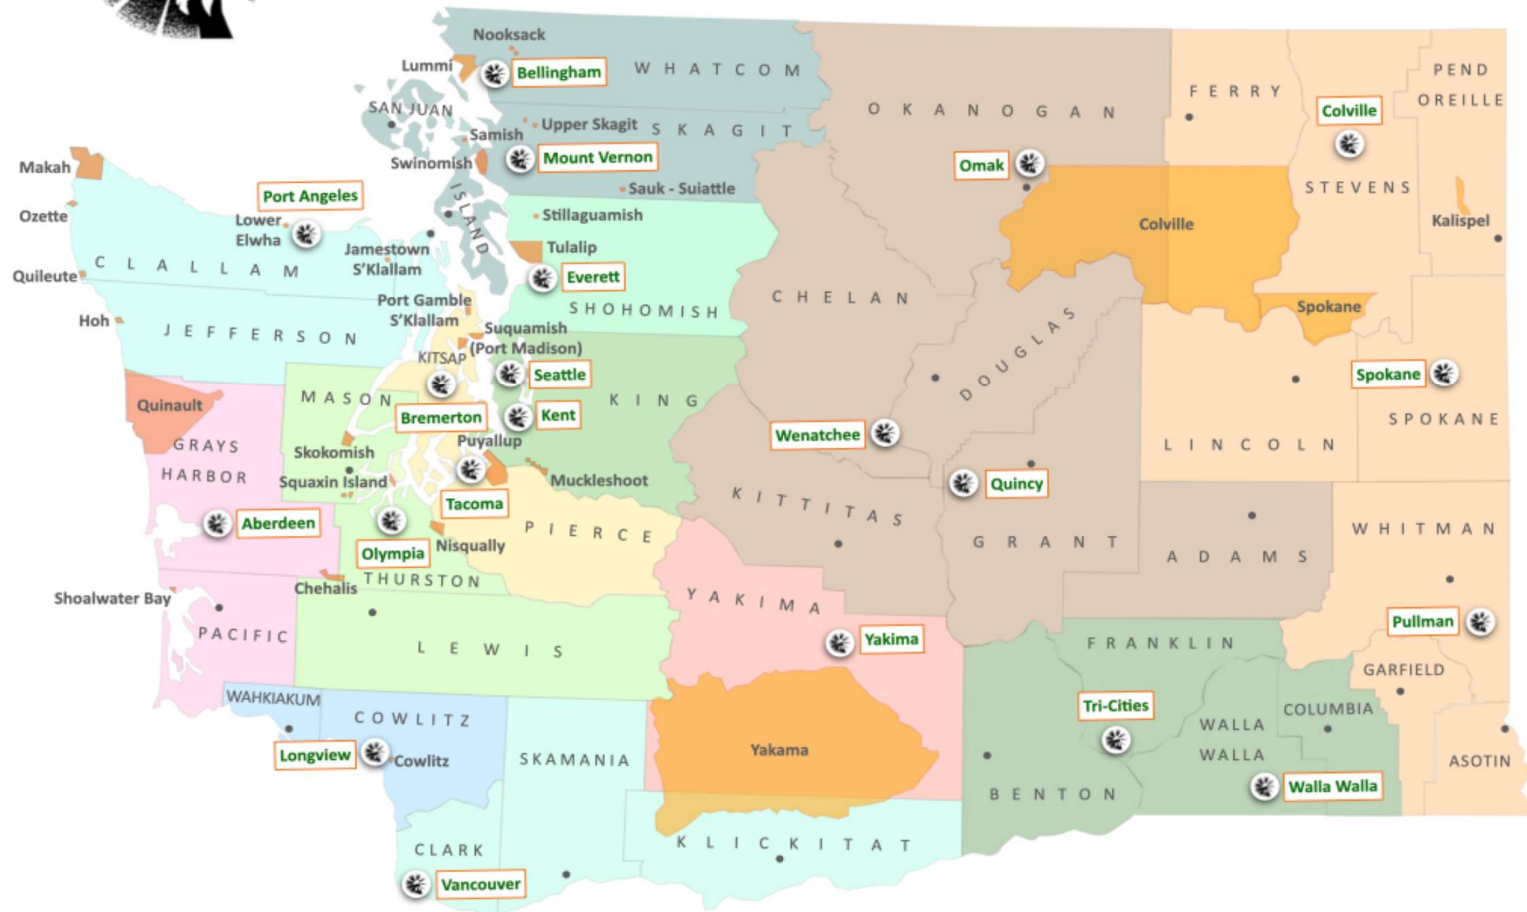 Nooksack
Lummi
Bellingham
WHATCOM
SAN JUAN
Samish
Upper Skagit
SKAGIT
Swinomish
Mount Vernon
Sauk - Suiattle
ISLAND
Makah
Ozette
Port Angeles
Lower
Elwha
Jamestown
S'Klallam
Stillaguamish
Tulalip
Everett
CLALLAM
Quileute
Hoh
JEFFERSON
Port Gamble
S'Klallam
SHOHOMISH
Suquamish
(Port Madison)
KITSAP
Seattle
KING
Bremerton
Kent
MASON
Quinault
GRAYS
HARBOR
Skokomish
Squaxin Island
Puyallup
Muckleshoot
Tacoma
PIERCE
Aberdeen
Olympia
Nisqually
Chehalis
THURSTON
Shoalwater Bay
PACIFIC
LEWIS
WAHKIAKUM
COWLITZ
Longview
Cowlitz
SKAMANIA
CLARK
Vancouver
OKANOGAN
Omak
FERRY
Colville
PEND
OREILLE
STEVENS
Colville
Kalispel
CHELAN
DOUGLAS
Spokane
Spokane
SPOKANE
LINCOLN
Wenatchee
Quincy
KITTITAS
GRANT
ADAMS
WHITMAN
Pullman
YAKIMA
Yakima
Yakama
KLICKITAT
FRANKLIN
Tri-Cities
BENTON
WALLA
WALLA
Walla Walla
COLUMBIA
GARFIELD
ASOTIN